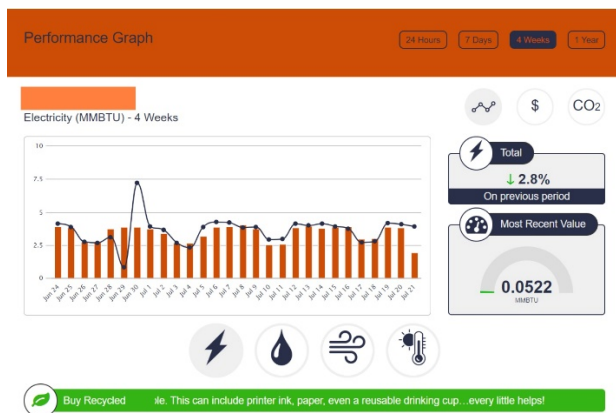 Performance Graph
24 Hours
7 Days
4 Weeks
1 Year
Electricity (MMBTU) - 4 Weeks
$
CO2
10
7.5
5
2.5
0
Jun 24
Jun 25
Jun 26
Jun 27
Jun 28
Jun 29
Jun 30
Jul 1
Jul 2
Jul 3
Jul 4
Jul 5
Jul 6
Jul 7
Jul 8
Jul 9
Jul 10
Jul 11
Jul 12
Jul 13
Jul 14
Jul 15
Jul 16
Jul 17
Jul 18
Jul 19
Jul 20
Jul 21
Total
↓ 2.8%
On previous period
Most Recent Value
0.0522
MMBTU
Buy Recycled
le. This can include printer ink, paper, even a reusable drinking cup...every little helps!